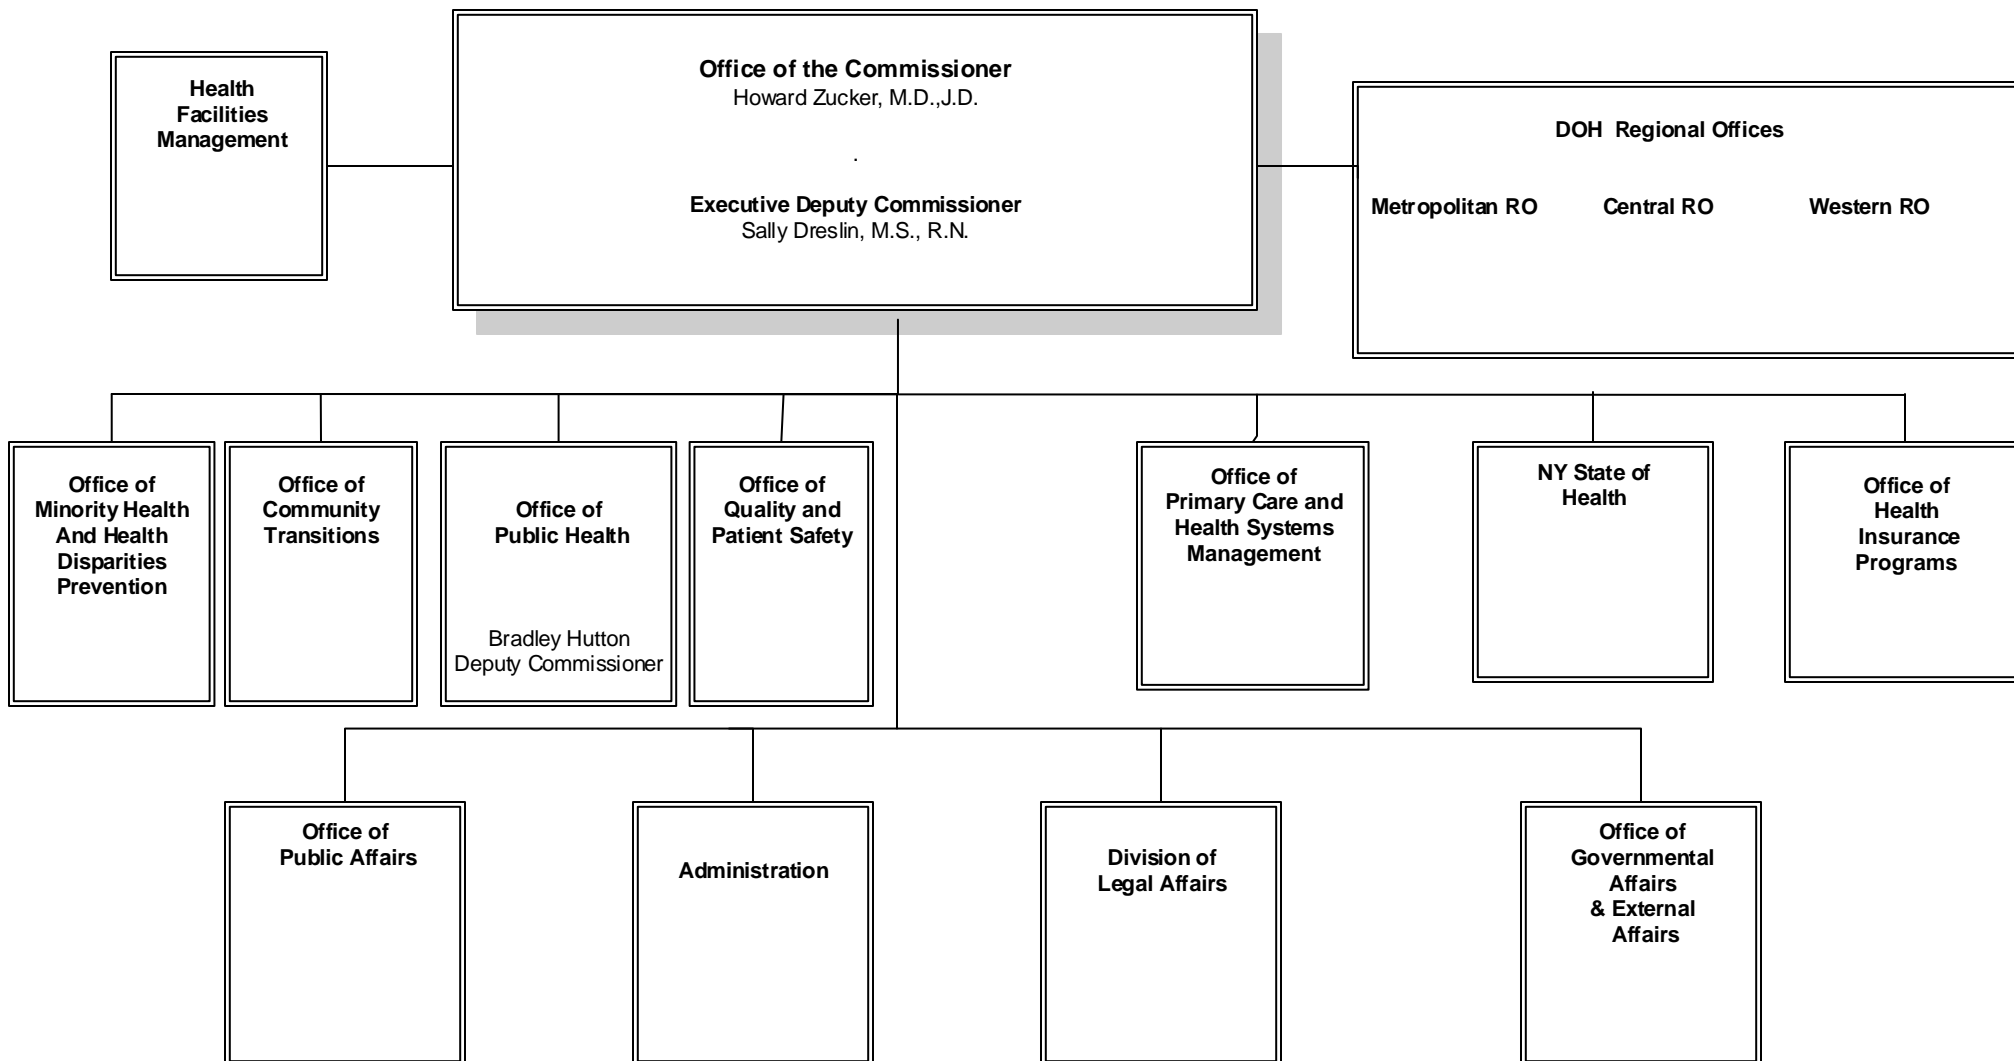 Health
Facilities
Management
Office of the Commissioner
Howard Zucker, M.D.,J.D.
.
Executive Deputy Commissioner
Sally Dreslin, M.S., R.N.
DOH Regional Offices
Metropolitan RO Central RO Western RO
Office of
Minority Health
And Health
Disparities
Prevention
Office of
Community
Transitions
Office of
Public Health
Bradley Hutton
Deputy Commissioner
Office of
Quality and
Patient Safety
Office of
Primary Care and
Health Systems
Management
NY State of
Health
Office of
Health
Insurance
Programs
Office of
Public Affairs
Administration
Division of
Legal Affairs
Office of
Governmental
Affairs
& External
Affairs